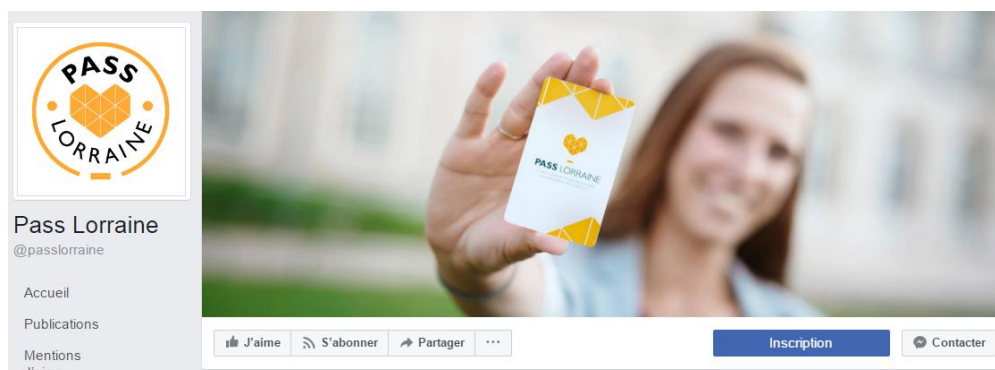 PASS
LORRAINE
Pass Lorraine
@passlorraine
Accueil
Publications
Mentions
PASS LORRAINE
J'aime
S'abonner
Partager
Inscription
Contacter